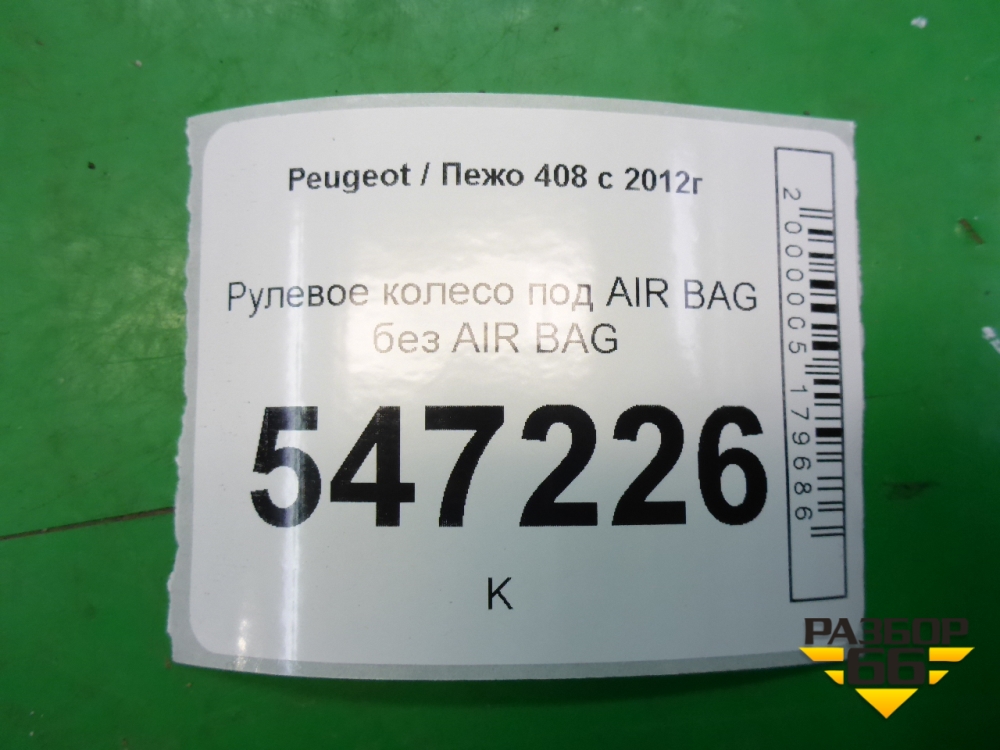 Peugeot / Пежо 408 с 2012г
Рулевое колесо под AIR BAG
без AIR BAG
547226
К
2000005179686
РАЗБОР
66